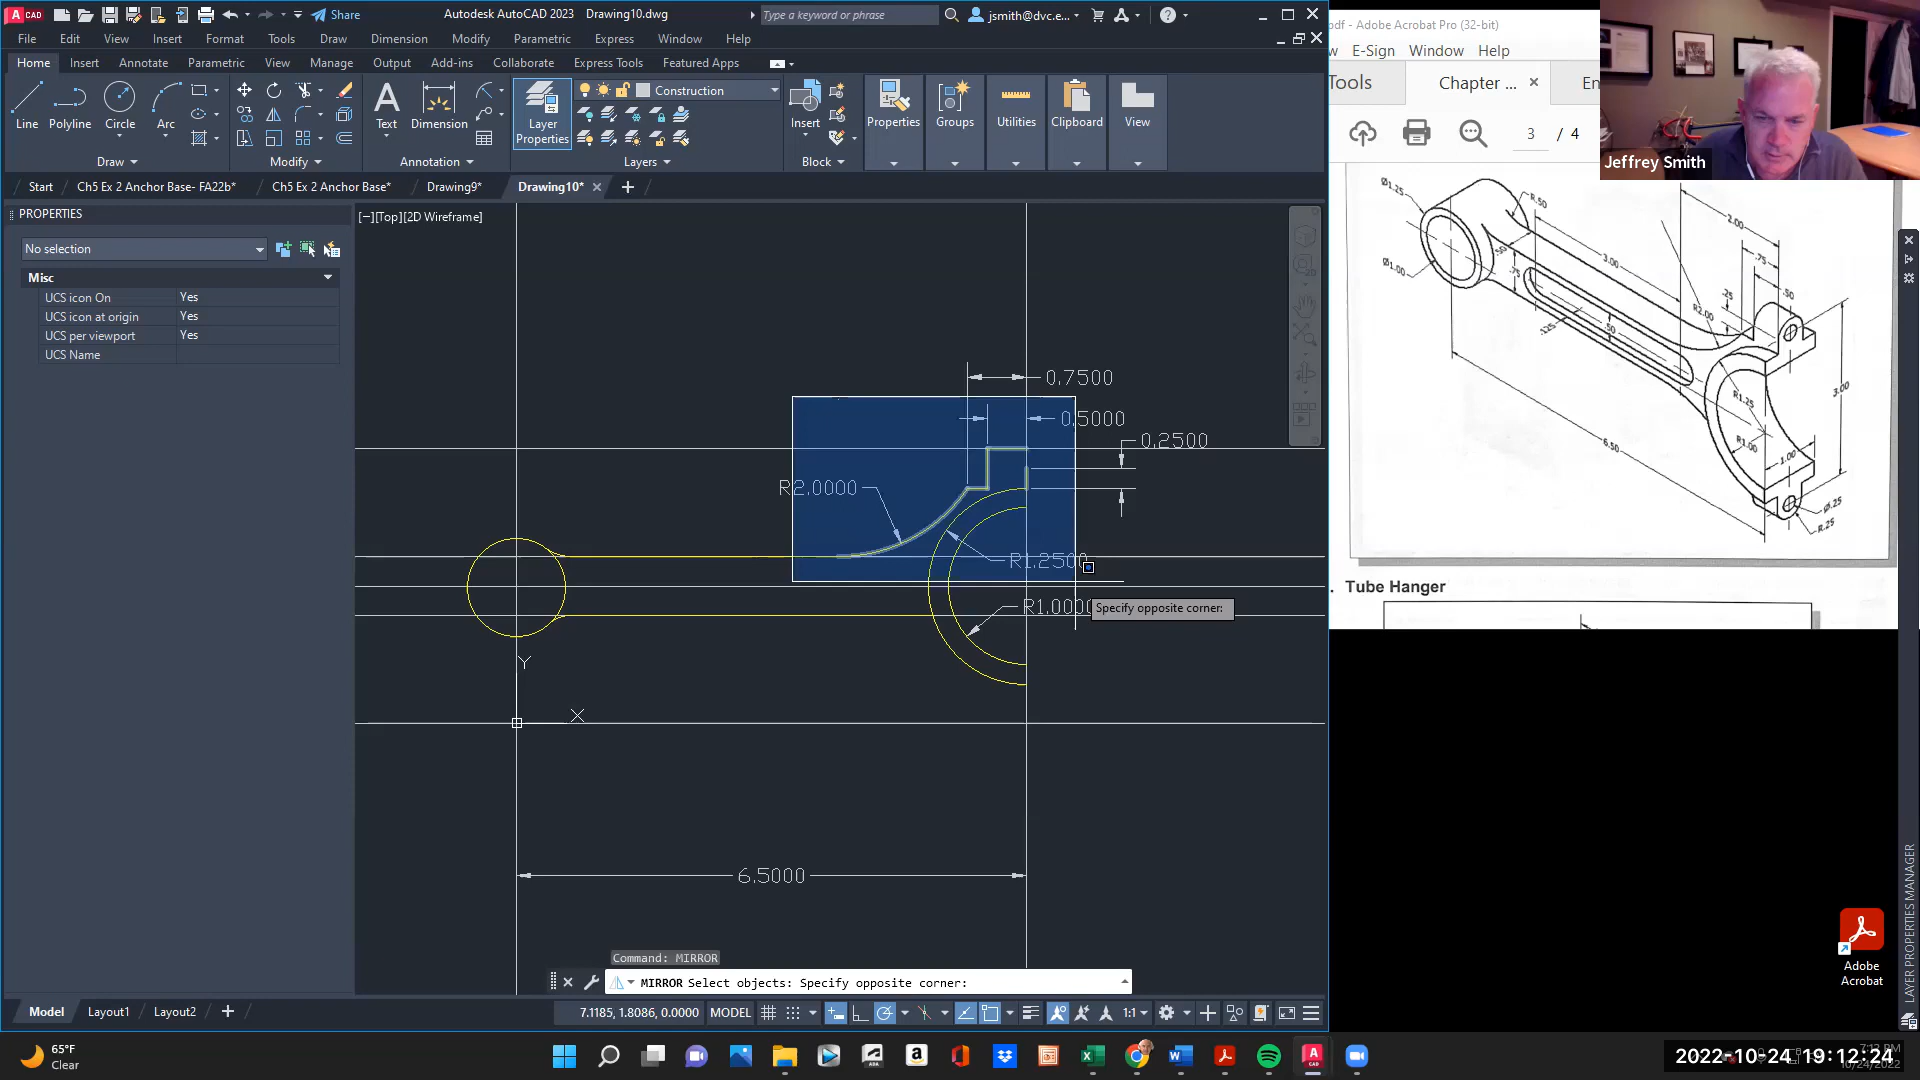 CAD
Share
Autodesk AutoCAD 2023 Drawing10.dwg
Type a keyword or phrase
jsmith@dvc.e...
File Edit View Insert Format Tools Draw Dimension Modify Parametric Express Window Help
Home Insert Annotate Parametric View Manage Output Add-ins Collaborate Express Tools Featured Apps
Construction
Line Polyline Circle Arc
Text Dimension
Layer Properties
Insert
Properties Groups Utilities Clipboard View
Draw Modify Annotation Layers Block
Start Ch5 Ex 2 Anchor Base- FA22b* Ch5 Ex 2 Anchor Base* Drawing9* Drawing10*
PROPERTIES
No selection
Misc
UCS icon On Yes
UCS icon at origin Yes
UCS per viewport Yes
UCS Name
[−][Top][2D Wireframe]
0.7500
0.5000
0.2500
R2.0000
R1.2500
R1.0000
Specify opposite corner:
Y
X
6.5000
Command: MIRROR
MIRROR Select objects: Specify opposite corner:
Model Layout1 Layout2
7.1185, 1.8086, 0.0000 MODEL 1:1
pdf - Adobe Acrobat Pro (32-bit)
w E-Sign Window Help
Tools Chapter ... En
3 / 4
Jeffrey Smith
Ø1.25
R.50
2.00
.75
.50
3.00
.50
.75
Ø1.00
.25
R2.00
.125
.50
3.00
R1.25
R1.00
1.00
6.50
Ø.25
R.25
. Tube Hanger
LAYER PROPERTIES MANAGER
Adobe Acrobat
65°F
Clear
2022-10-24 19:12:24